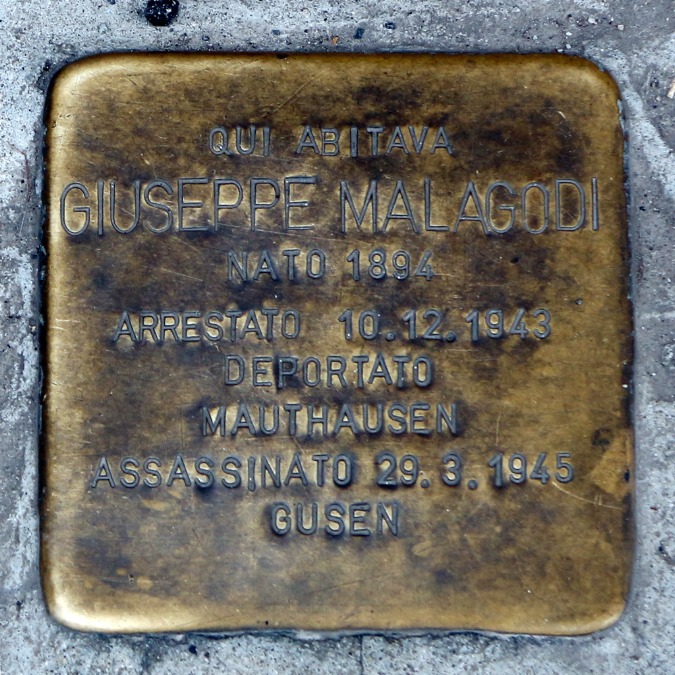 QUI ABITAVA
GIUSEPPE MALAGODI
NATO 1894
ARRESTATO 10.12.1943
DEPORTATO
MAUTHAUSEN
ASSASSINATO 29.3.1945
GUSEN